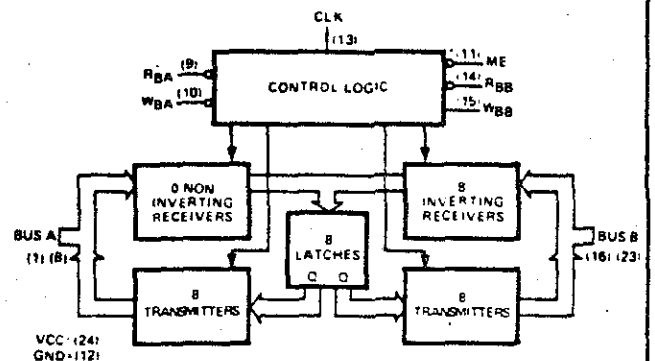 CLK
(13)
RBA (9)
WBA (10)
CONTROL LOGIC
(11) ME
(14) RBB
(15) WBB
8 NON
INVERTING
RECEIVERS
8
INVERTING
RECEIVERS
BUS A
(1) (8)
8
LATCHES
Q Q
BUS B
(16) (23)
8
TRANSMITTERS
8
TRANSMITTERS
VCC (24)
GND=(12)